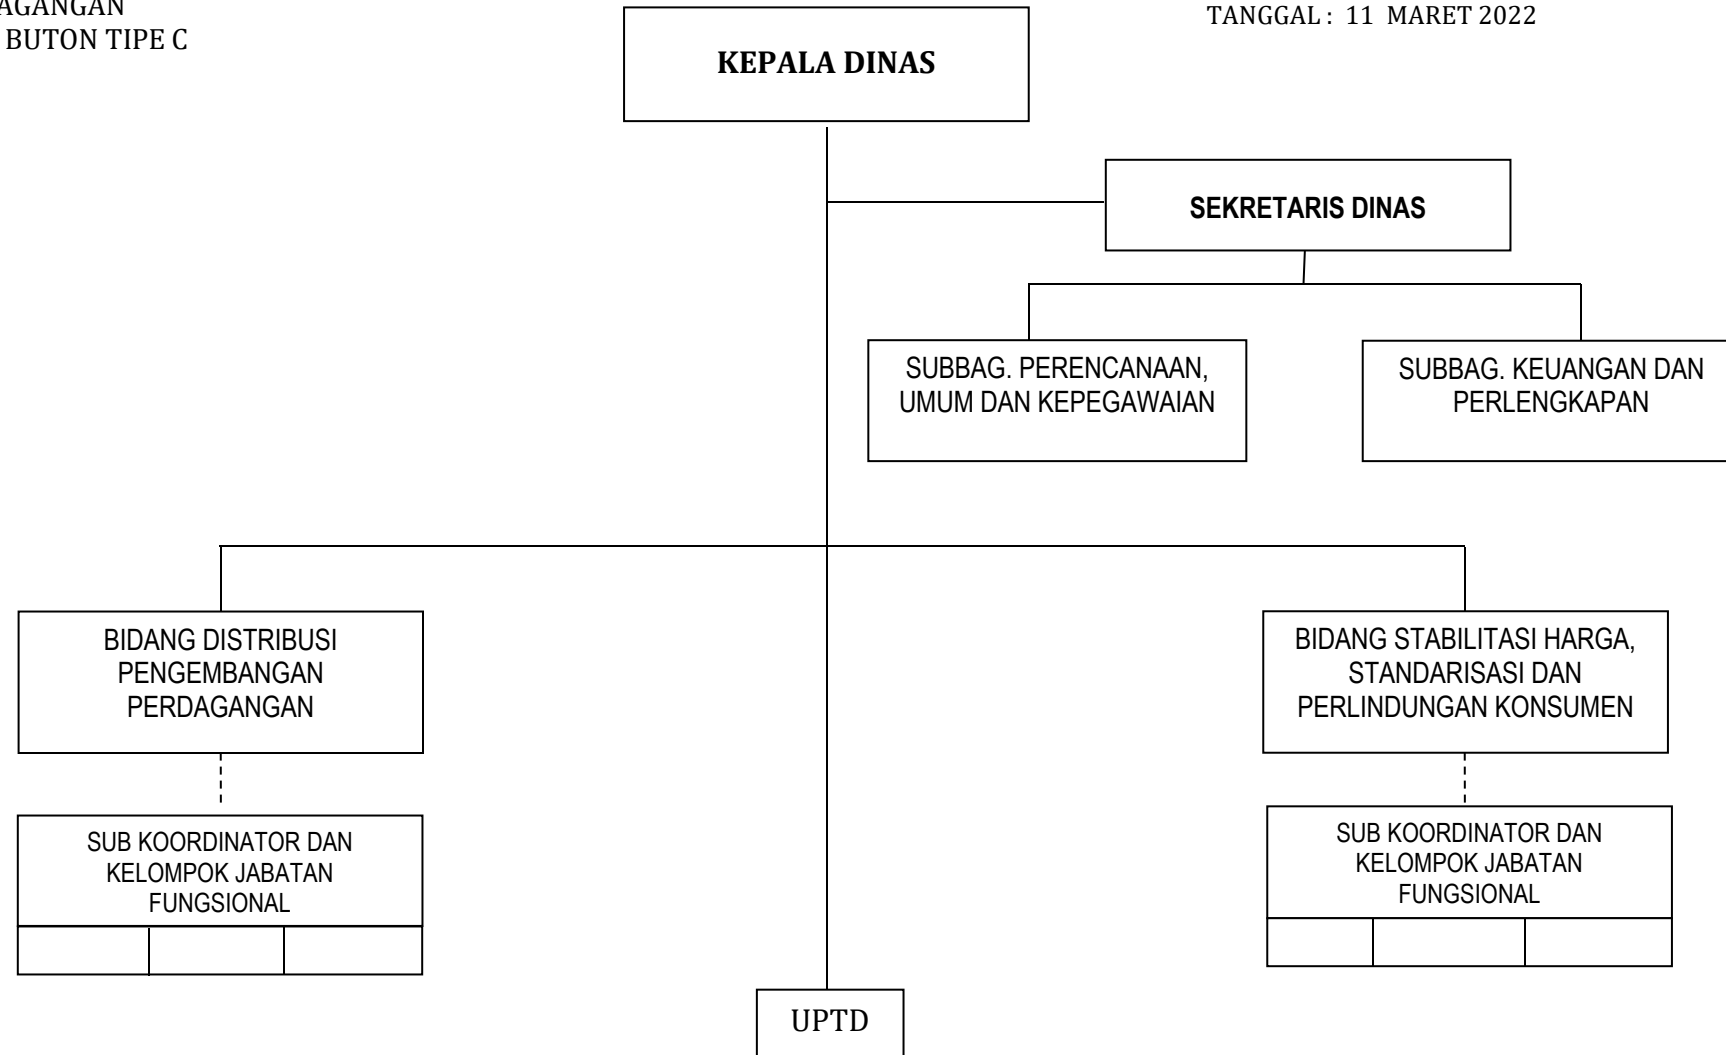 BUTON TIPE C
TANGGAL : 11 MARET 2022
KEPALA DINAS
SEKRETARIS DINAS
SUBBAG. PERENCANAAN,
UMUM DAN KEPEGAWAIAN
SUBBAG. KEUANGAN DAN
PERLENGKAPAN
BIDANG DISTRIBUSI
PENGEMBANGAN
PERDAGANGAN
BIDANG STABILITASI HARGA,
STANDARISASI DAN
PERLINDUNGAN KONSUMEN
SUB KOORDINATOR DAN
KELOMPOK JABATAN
FUNGSIONAL
SUB KOORDINATOR DAN
KELOMPOK JABATAN
FUNGSIONAL
UPTD